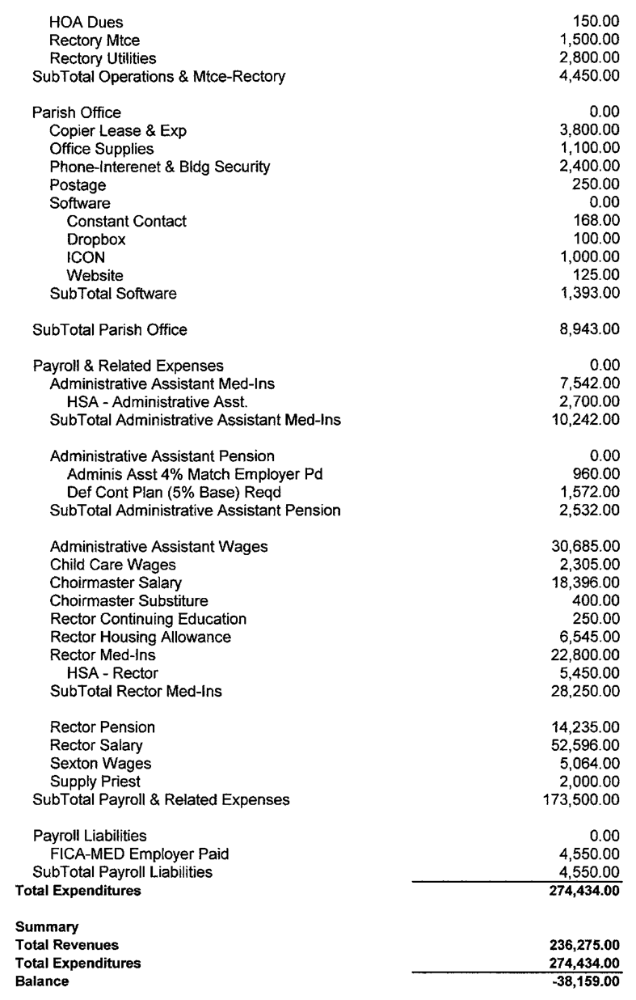 HOA Dues 150.00
Rectory Mtce 1,500.00
Rectory Utilities 2,800.00
SubTotal Operations & Mtce-Rectory 4,450.00
Parish Office 0.00
Copier Lease & Exp 3,800.00
Office Supplies 1,100.00
Phone-Interenet & Bldg Security 2,400.00
Postage 250.00
Software 0.00
Constant Contact 168.00
Dropbox 100.00
ICON 1,000.00
Website 125.00
SubTotal Software 1,393.00
SubTotal Parish Office 8,943.00
Payroll & Related Expenses 0.00
Administrative Assistant Med-Ins 7,542.00
HSA - Administrative Asst. 2,700.00
SubTotal Administrative Assistant Med-Ins 10,242.00
Administrative Assistant Pension 0.00
Adminis Asst 4% Match Employer Pd 960.00
Def Cont Plan (5% Base) Reqd 1,572.00
SubTotal Administrative Assistant Pension 2,532.00
Administrative Assistant Wages 30,685.00
Child Care Wages 2,305.00
Choirmaster Salary 18,396.00
Choirmaster Substiture 400.00
Rector Continuing Education 250.00
Rector Housing Allowance 6,545.00
Rector Med-Ins 22,800.00
HSA - Rector 5,450.00
SubTotal Rector Med-Ins 28,250.00
Rector Pension 14,235.00
Rector Salary 52,596.00
Sexton Wages 5,064.00
Supply Priest 2,000.00
SubTotal Payroll & Related Expenses 173,500.00
Payroll Liabilities 0.00
FICA-MED Employer Paid 4,550.00
SubTotal Payroll Liabilities 4,550.00
Total Expenditures 274,434.00
Summary
Total Revenues 236,275.00
Total Expenditures 274,434.00
Balance -38,159.00